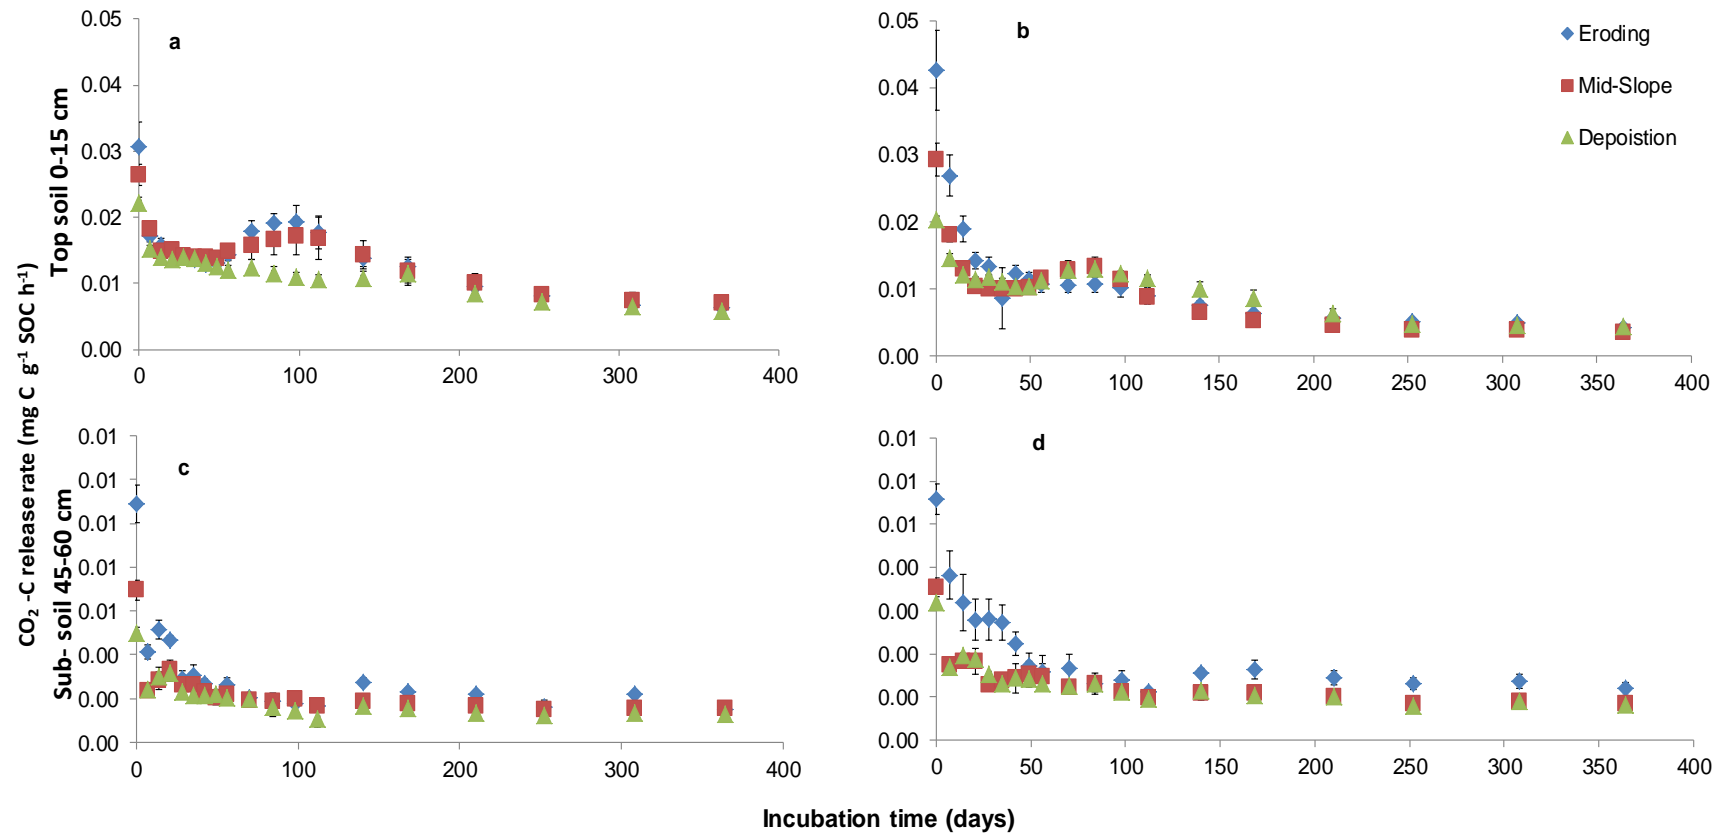 CO₂ -C release rate (mg C g⁻¹ SOC h⁻¹)
Top soil 0-15 cm
Sub- soil 45-60 cm
a
0.05
0.04
0.03
0.02
0.01
0.00
0 100 200 300 400
b
0.05
0.04
0.03
0.02
0.01
0.00
0 50 100 150 200 250 300 350 400
Eroding
Mid-Slope
Depoistion
c
0.01
0.01
0.01
0.01
0.01
0.00
0.00
0.00
0 100 200 300 400
d
0.01
0.01
0.01
0.00
0.00
0.00
0.00
0.00
0 50 100 150 200 250 300 350 400
Incubation time (days)